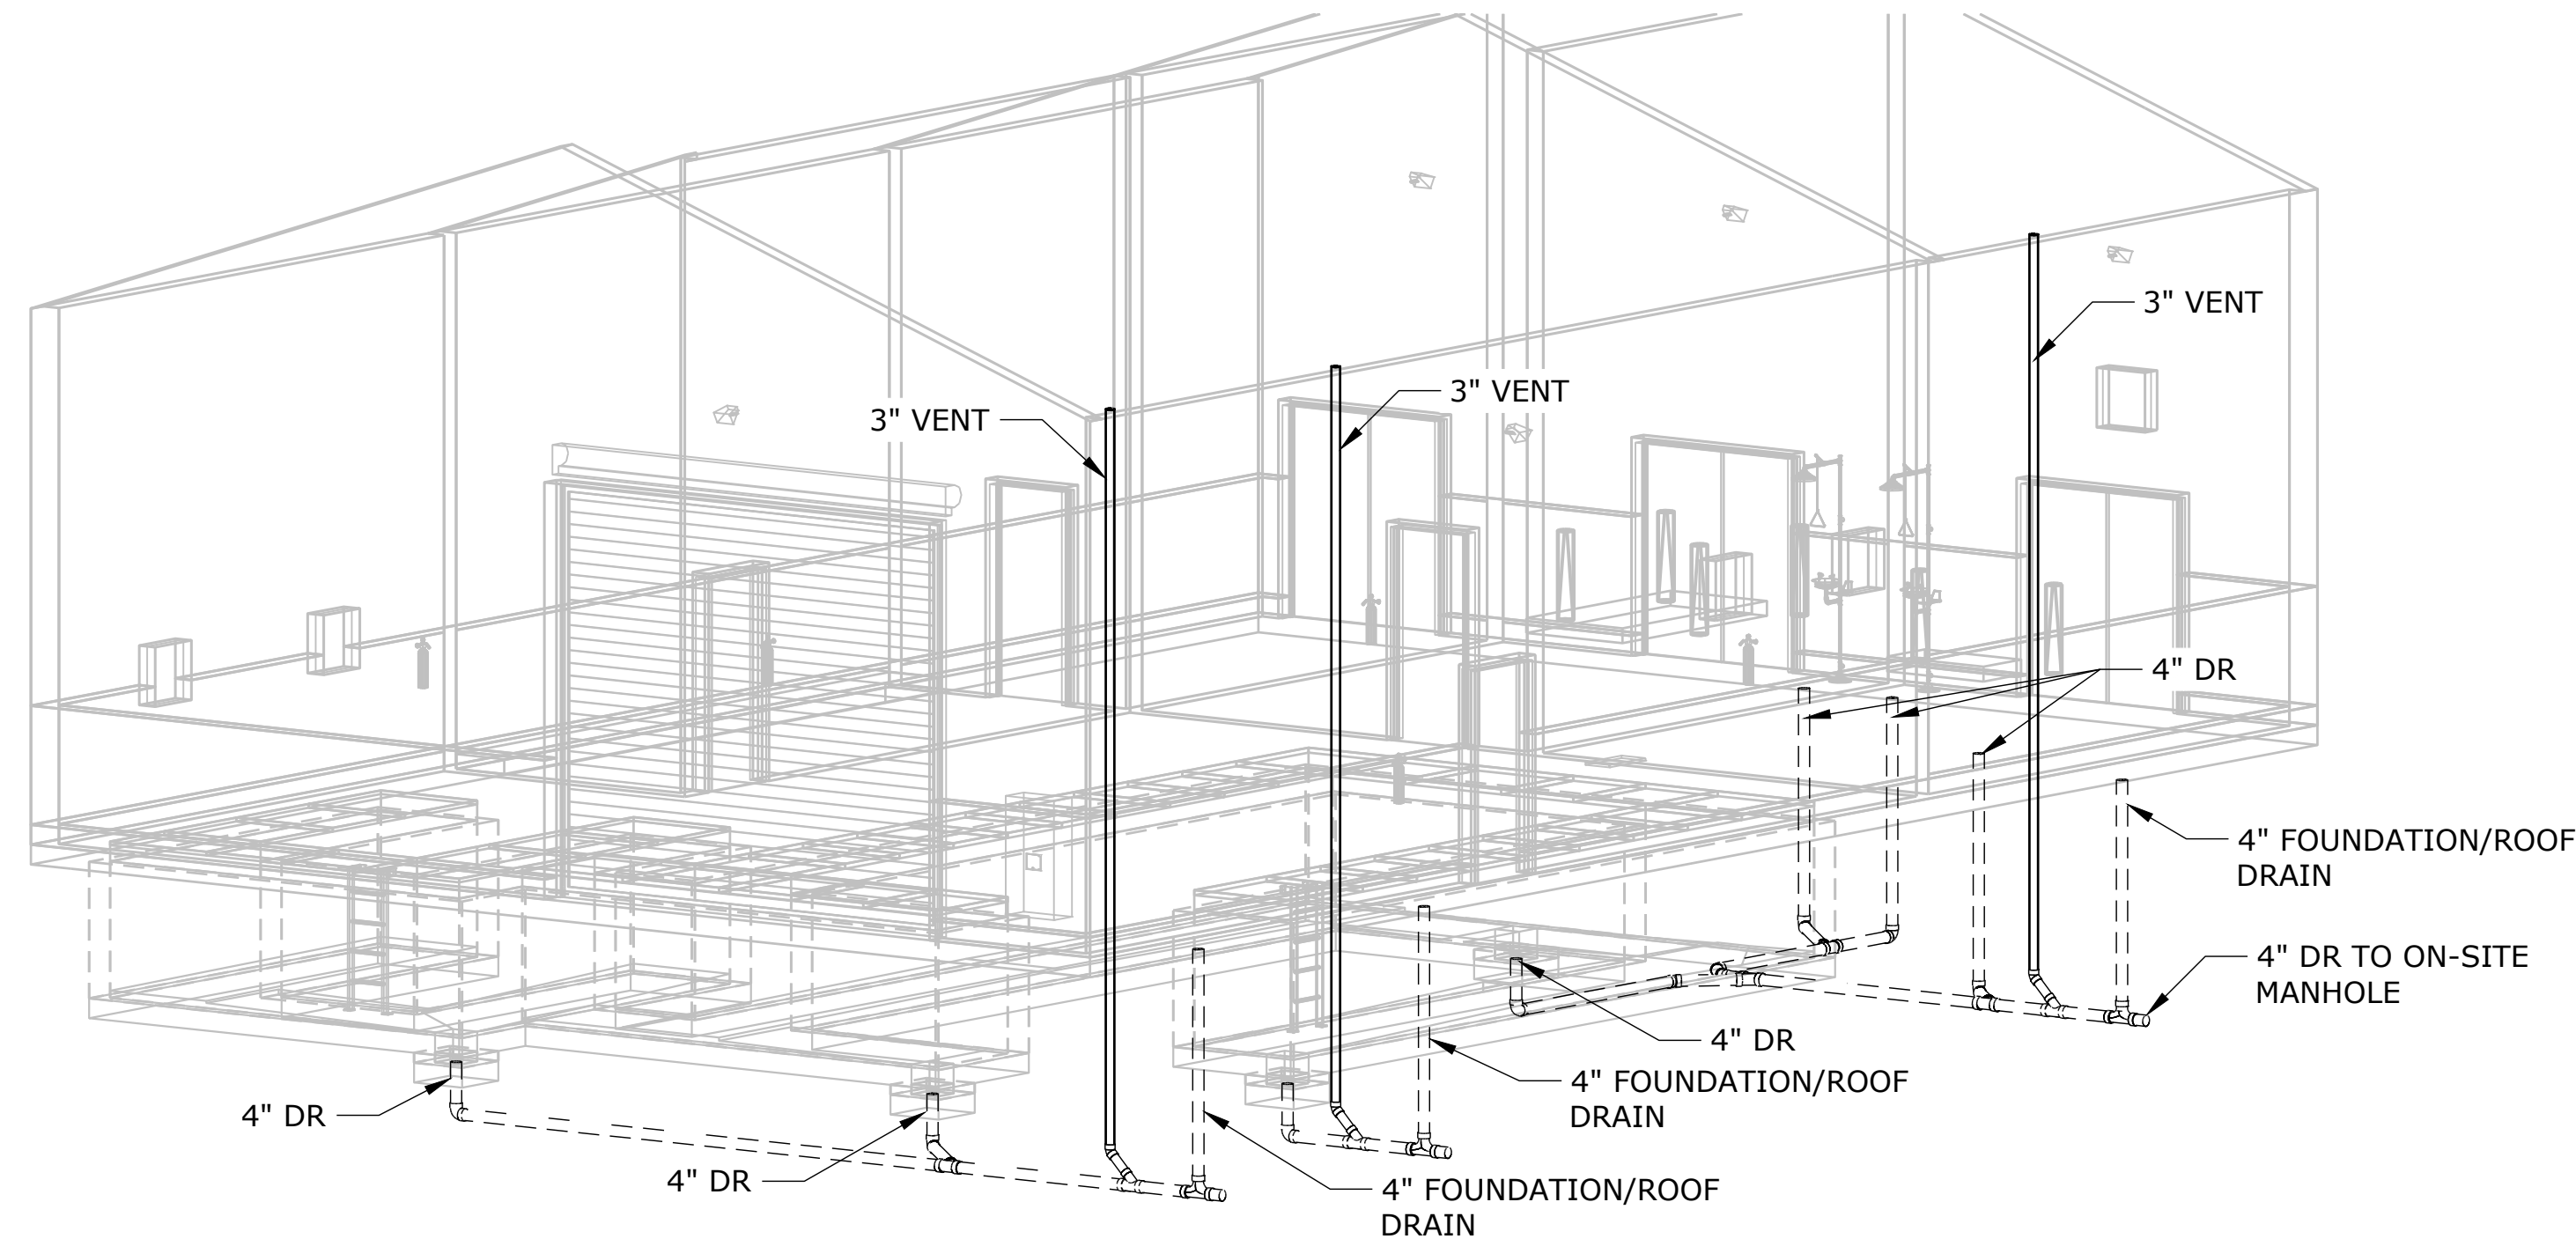 3" VENT
3" VENT
3" VENT
4" DR
4" FOUNDATION/ROOF
DRAIN
4" DR TO ON-SITE
MANHOLE
4" DR
4" FOUNDATION/ROOF
DRAIN
4" DR
4" DR
4" FOUNDATION/ROOF
DRAIN